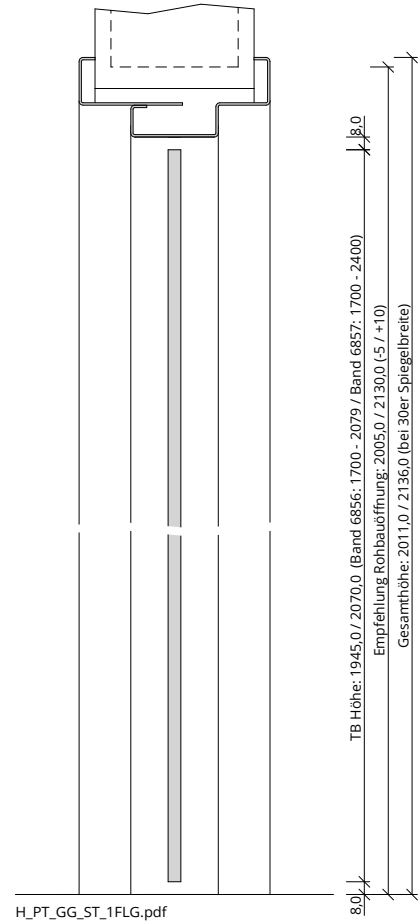 8,0
TB Höhe: 1945,0 / 2070,0 (Band 6856: 1700 - 2079 / Band 6857: 1700 - 2400)
Empfehlung Rohbauöffnung: 2005,0 / 2130,0 (-5 / +10)
Gesamthöhe: 2011,0 / 2136,0 (bei 30er Spiegelbreite)
8,0
H_PT_GG_ST_1FLG.pdf